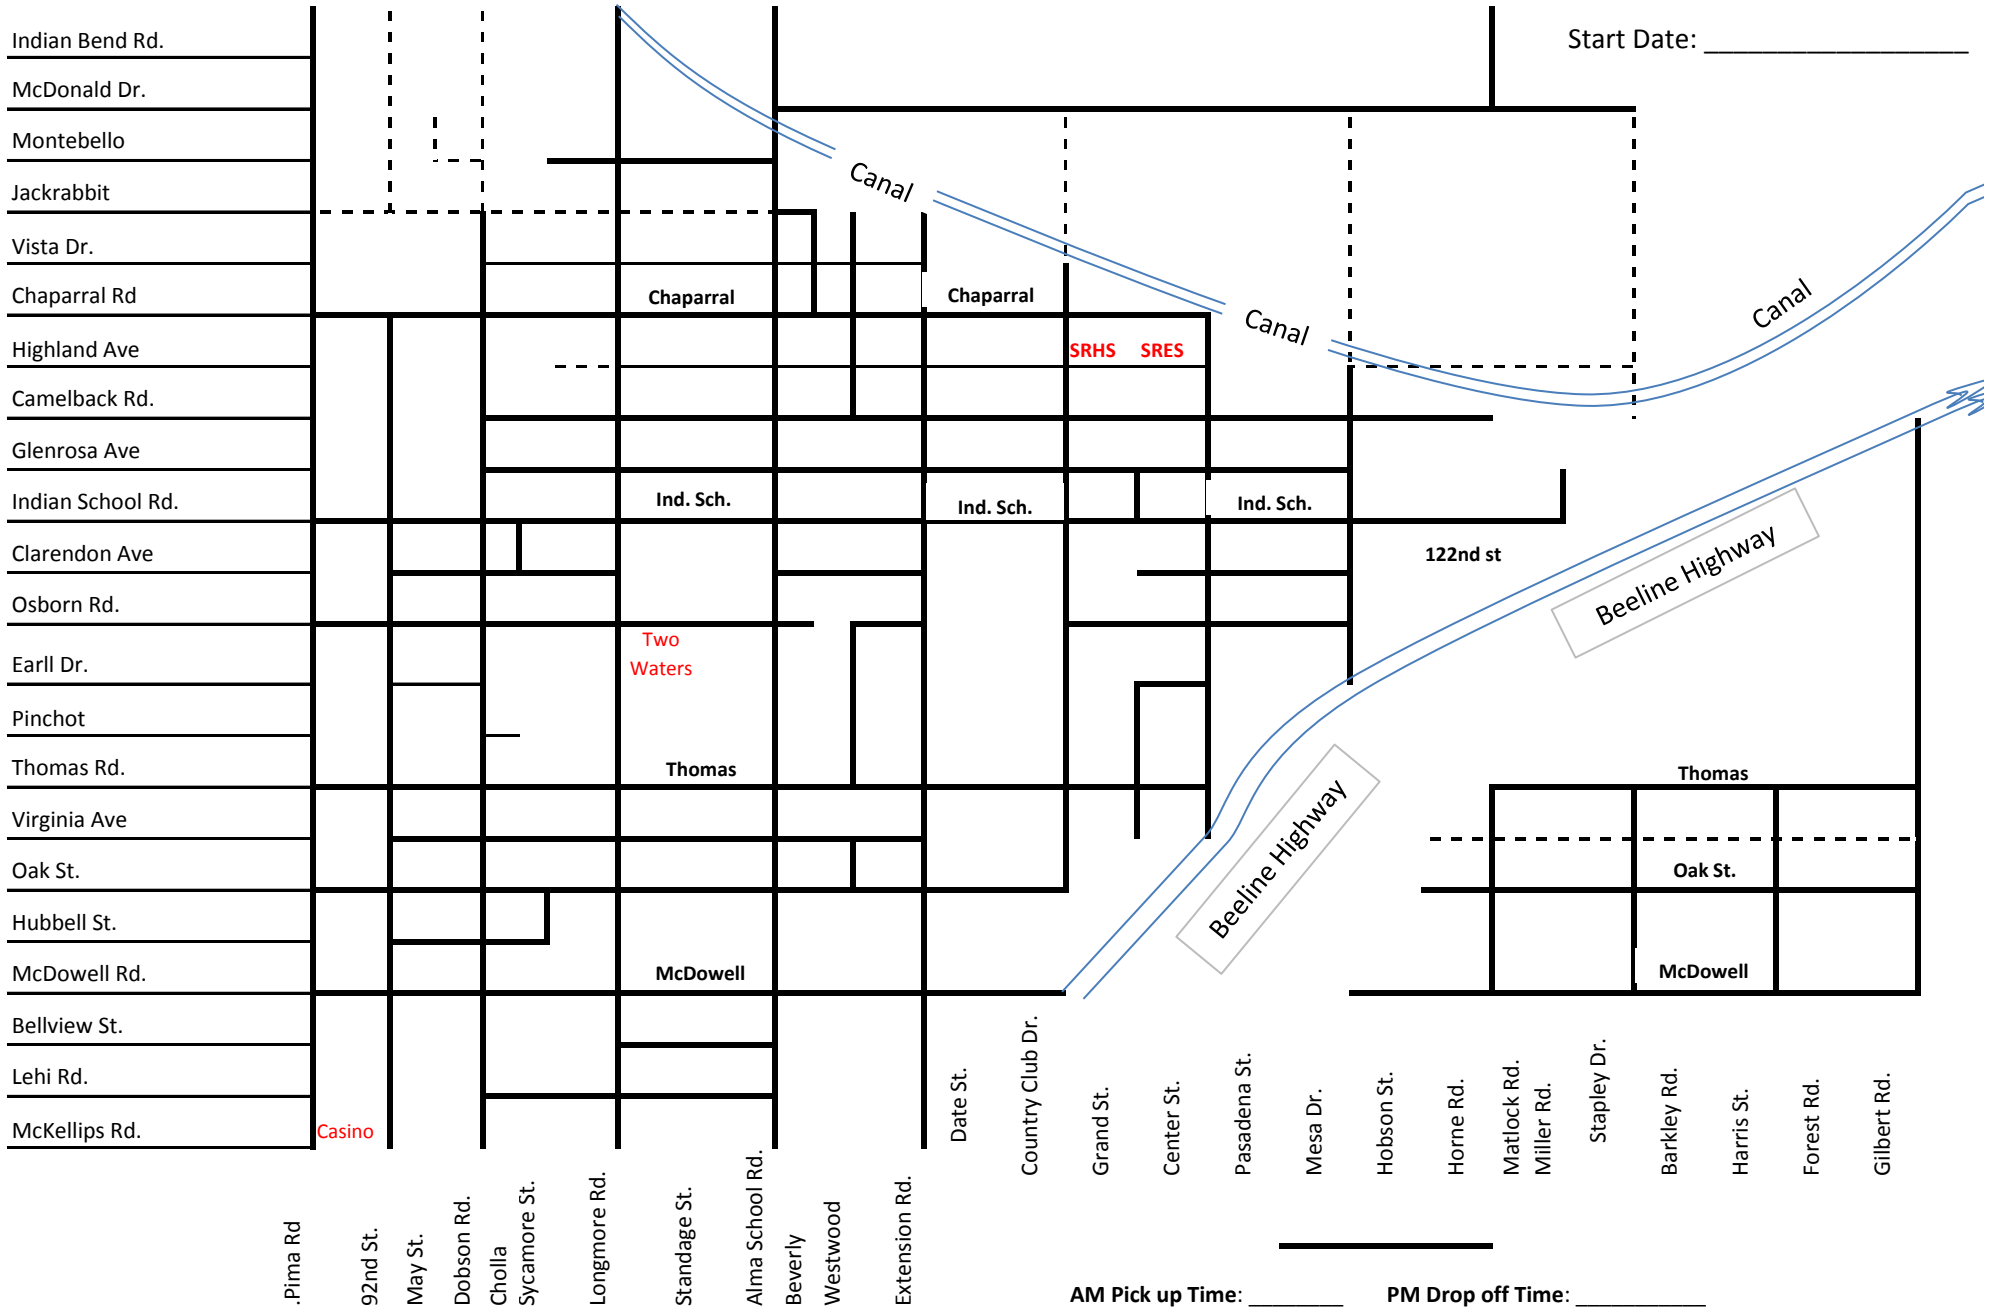 Indian Bend Rd.
Start Date: ___________________
McDonald Dr.
Montebello
Canal
Jackrabbit
Vista Dr.
Chaparral Rd
Chaparral
Chaparral
Canal
Canal
Highland Ave
SRHS
SRES
Camelback Rd.
Glenrosa Ave
Indian School Rd.
Ind. Sch.
Ind. Sch.
Ind. Sch.
Clarendon Ave
122nd st
Beeline Highway
Osborn Rd.
Two
Waters
Earll Dr.
Pinchot
Thomas Rd.
Thomas
Thomas
Virginia Ave
Beeline Highway
Oak St.
Oak St.
Hubbell St.
McDowell Rd.
McDowell
McDowell
Bellview St.
Lehi Rd.
McKellips Rd.
Casino
.Pima Rd
92nd St.
May St.
Dobson Rd.
Cholla
Sycamore St.
Longmore Rd.
Standage St.
Alma School Rd.
Beverly
Westwood
Extension Rd.
Date St.
Country Club Dr.
Grand St.
Center St.
Pasadena St.
Mesa Dr.
Hobson St.
Horne Rd.
Matlock Rd.
Miller Rd.
Stapley Dr.
Barkley Rd.
Harris St.
Forest Rd.
Gilbert Rd.
AM Pick up Time: ________ PM Drop off Time: ___________